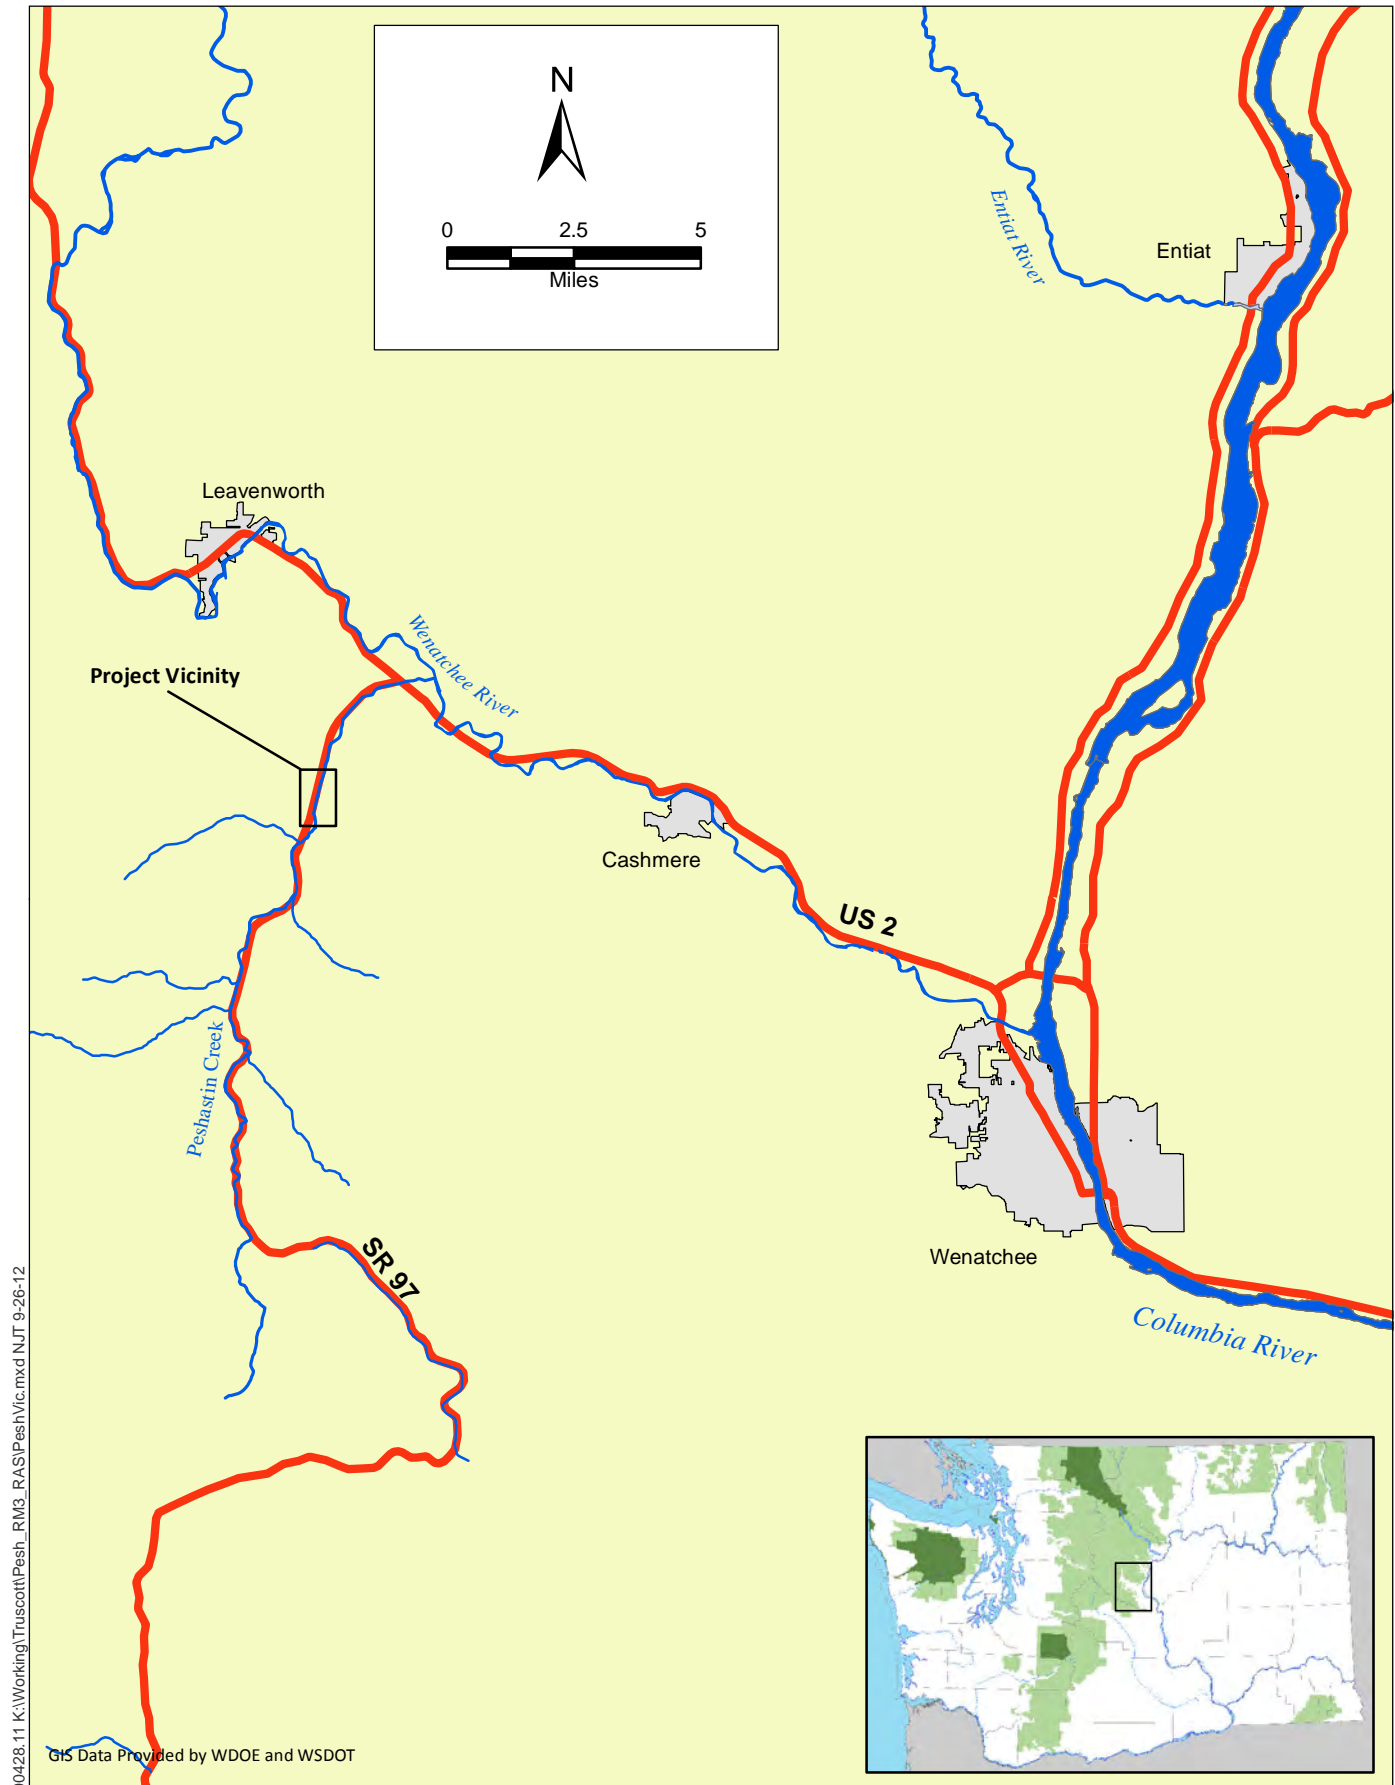 N
0 2.5 5
Miles
Entiat River
Entiat
Leavenworth
Wenatchee River
Project Vicinity
Cashmere
US 2
Peshastin Creek
SR 97
Wenatchee
Columbia River
00428.11 K:\Working\Truscott\Pesh_RM3_RAS\PeshVic.mxd NJT 9-26-12
GIS Data Provided by WDOE and WSDOT